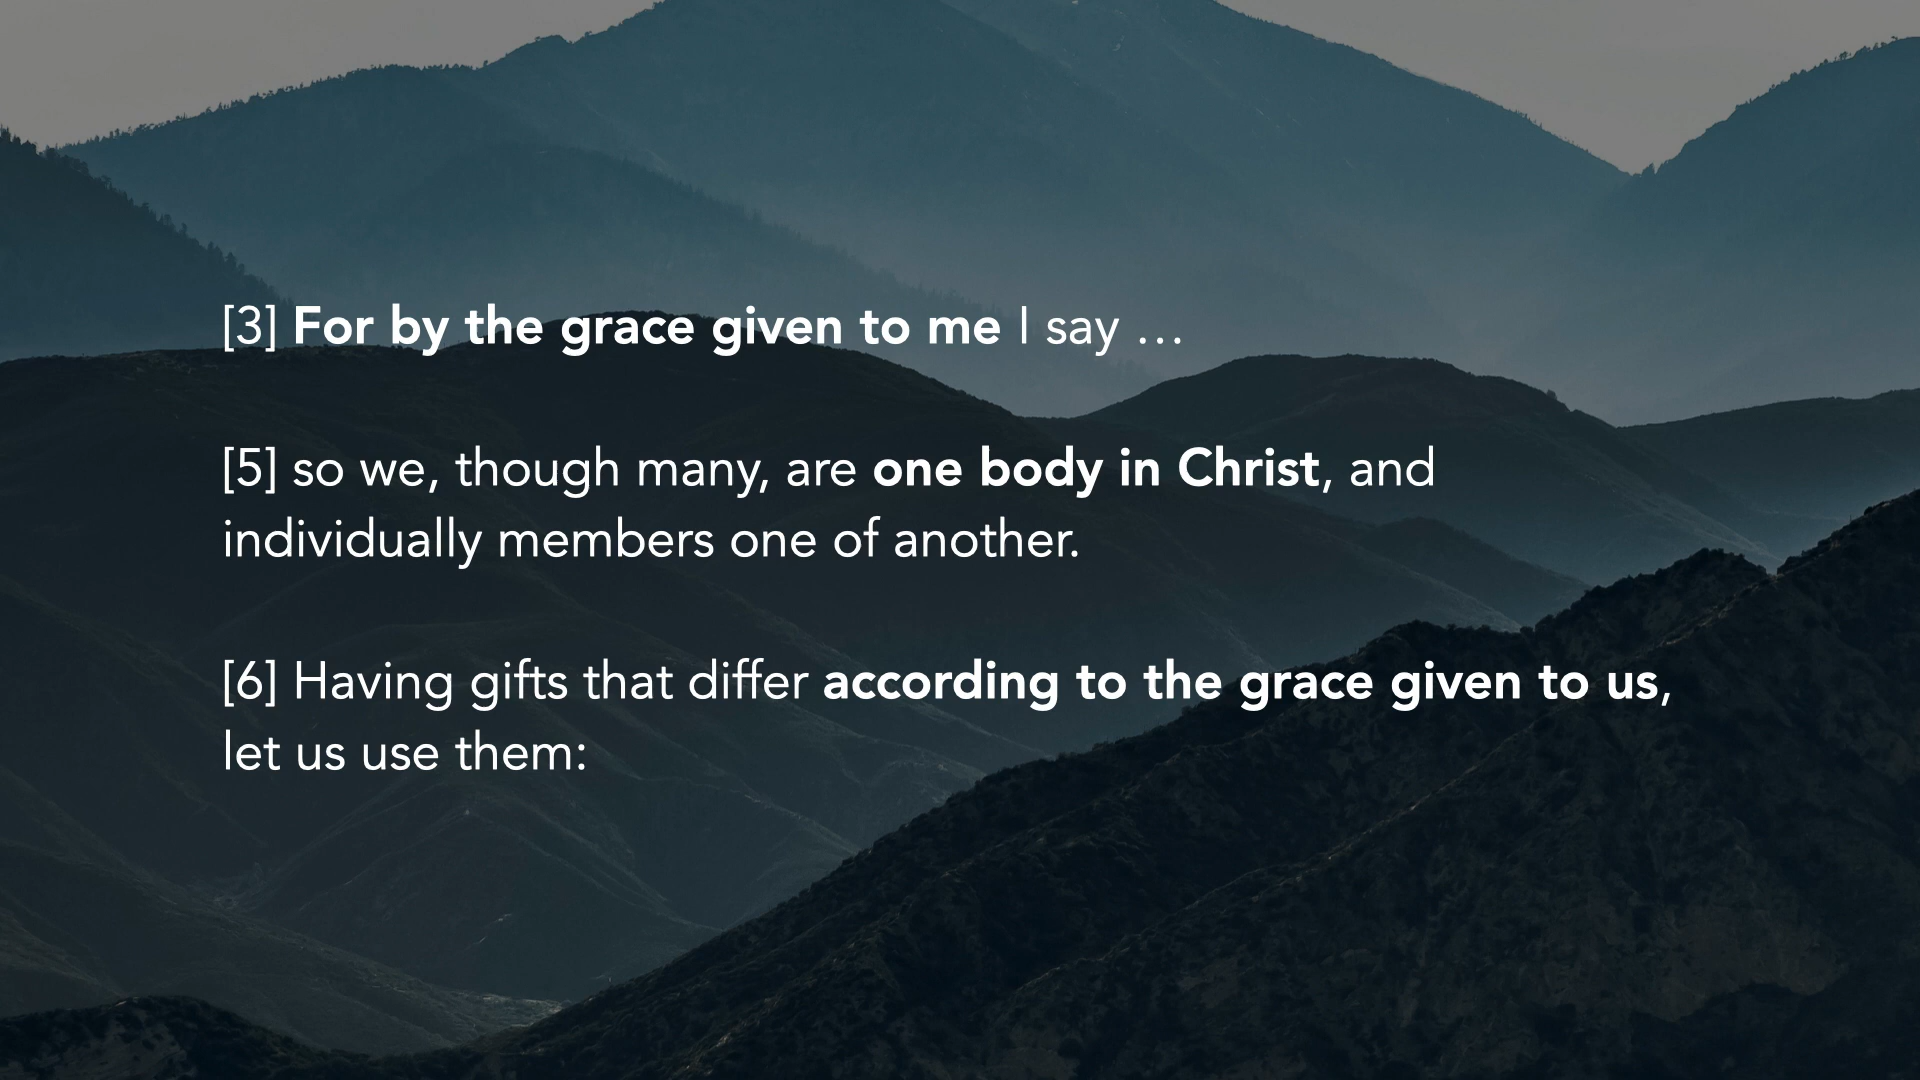 [3] For by the grace given to me I say …
[5] so we, though many, are one body in Christ, and
individually members one of another.
[6] Having gifts that differ according to the grace given to us,
let us use them: